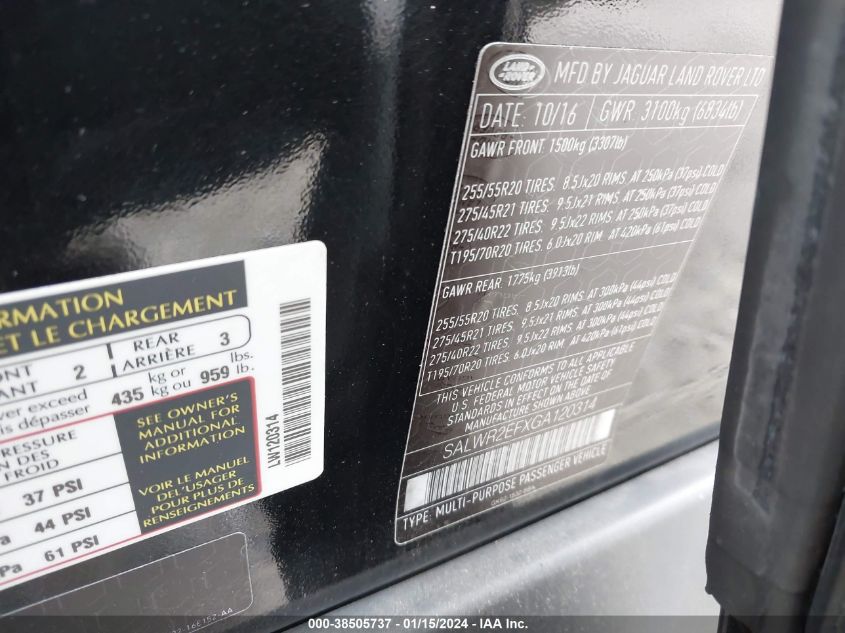 LAND ROVER
MFD BY JAGUAR LAND ROVER LTD
DATE: 10/16 GWR: 3100kg (6834lb)
GAWR FRONT 1500kg (3307lb)
255/55R20 TIRES, 8.5Jx20 RIMS, AT 250kPa (37psi) COLD
275/45R21 TIRES, 9.5Jx21 RIMS, AT 250kPa (37psi) COLD
275/40R22 TIRES, 9.5Jx22 RIMS, AT 250kPa (37psi) COLD
T195/70R20 TIRES, 6.0Jx20 RIM, AT 420kPa (61psi) COLD
GAWR REAR 1775kg (3913lb)
255/55R20 TIRES, 8.5Jx20 RIMS, AT 300kPa (44psi) COLD
275/45R21 TIRES, 9.5Jx21 RIMS, AT 300kPa (44psi) COLD
275/40R22 TIRES, 9.5Jx22 RIMS, AT 300kPa (44psi) COLD
T195/70R20 TIRES, 6.0Jx20 RIM, AT 420kPa (61psi) COLD
THIS VEHICLE CONFORMS TO ALL APPLICABLE
U.S. FEDERAL MOTOR VEHICLE SAFETY
EFFECT ON THE DATE OF
SALWR2EFXGA120314
TYPE: MULTI-PURPOSE PASSENGER VEHICLE
RMATION
ET LE CHARGEMENT
ONT 2 REAR 3
ANT ARRIÈRE
ver exceed 435 kg or 959 lbs.
is dépasser kg ou lb.
RESSURE
ON DES
FROID
SEE OWNER'S
MANUAL FOR
ADDITIONAL
INFORMATION
37 PSI
a 44 PSI
Pa 61 PSI
VOIR LE MANUEL
DE L'USAGER
POUR PLUS DE
RENSEIGNEMENTS
LW120314
000-38505737 - 01/15/2024 - IAA Inc.